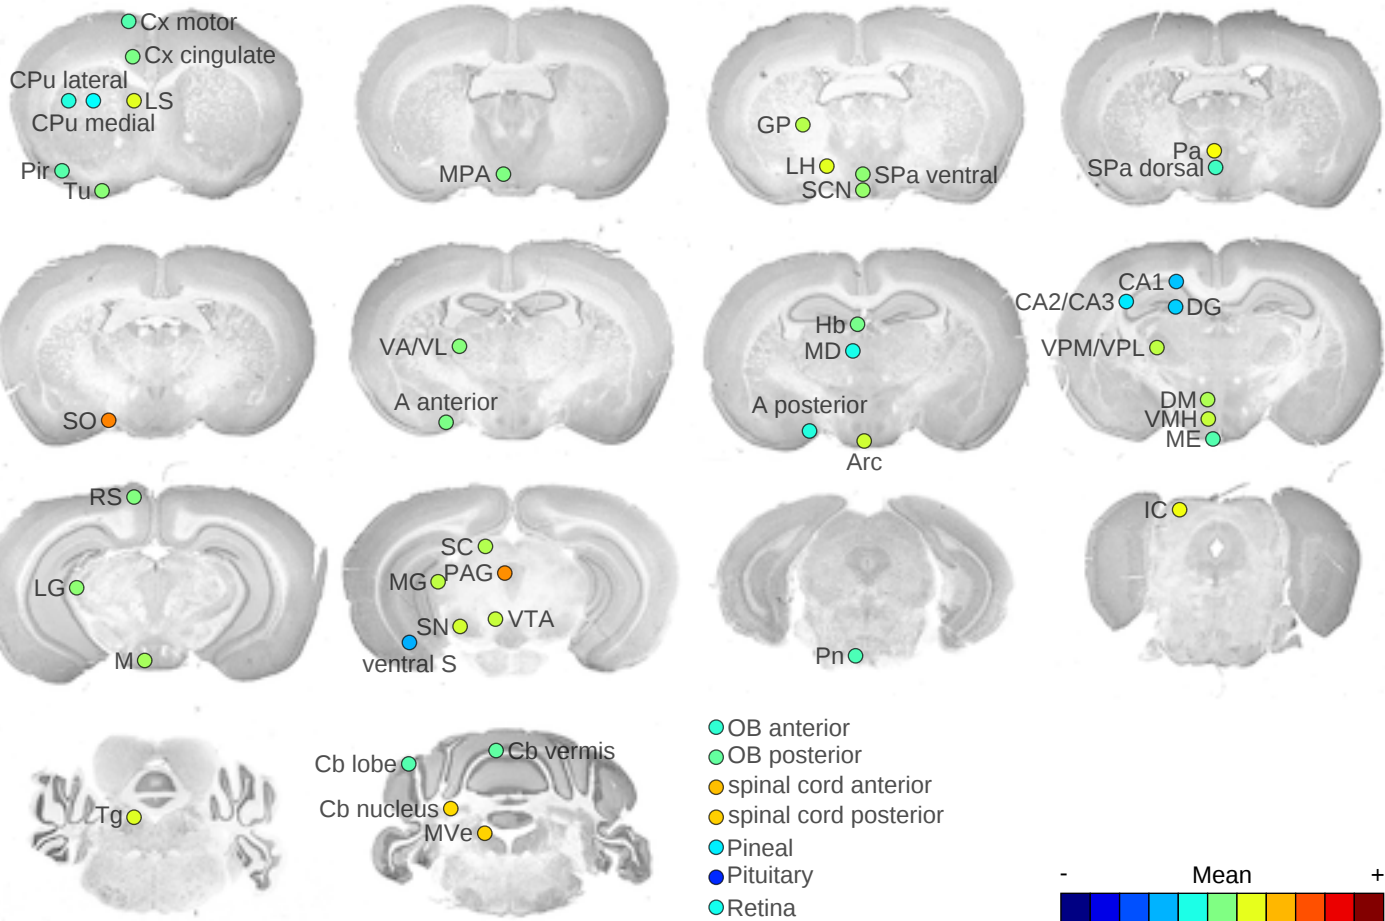 Cx motor
Cx cingulate
CPu lateral
LS
CPu medial
Pir
Tu
MPA
GP
LH
SPa ventral
SCN
Pa
SPa dorsal
SO
VA/VL
A anterior
Hb
MD
A posterior
Arc
CA1
CA2/CA3
DG
VPM/VPL
DM
VMH
ME
RS
LG
M
SC
PAG
MG
VTA
SN
ventral S
Pn
IC
Tg
Cb lobe
Cb vermis
Cb nucleus
MVe
OB anterior
OB posterior
spinal cord anterior
spinal cord posterior
Pineal
Pituitary
Retina
- Mean +